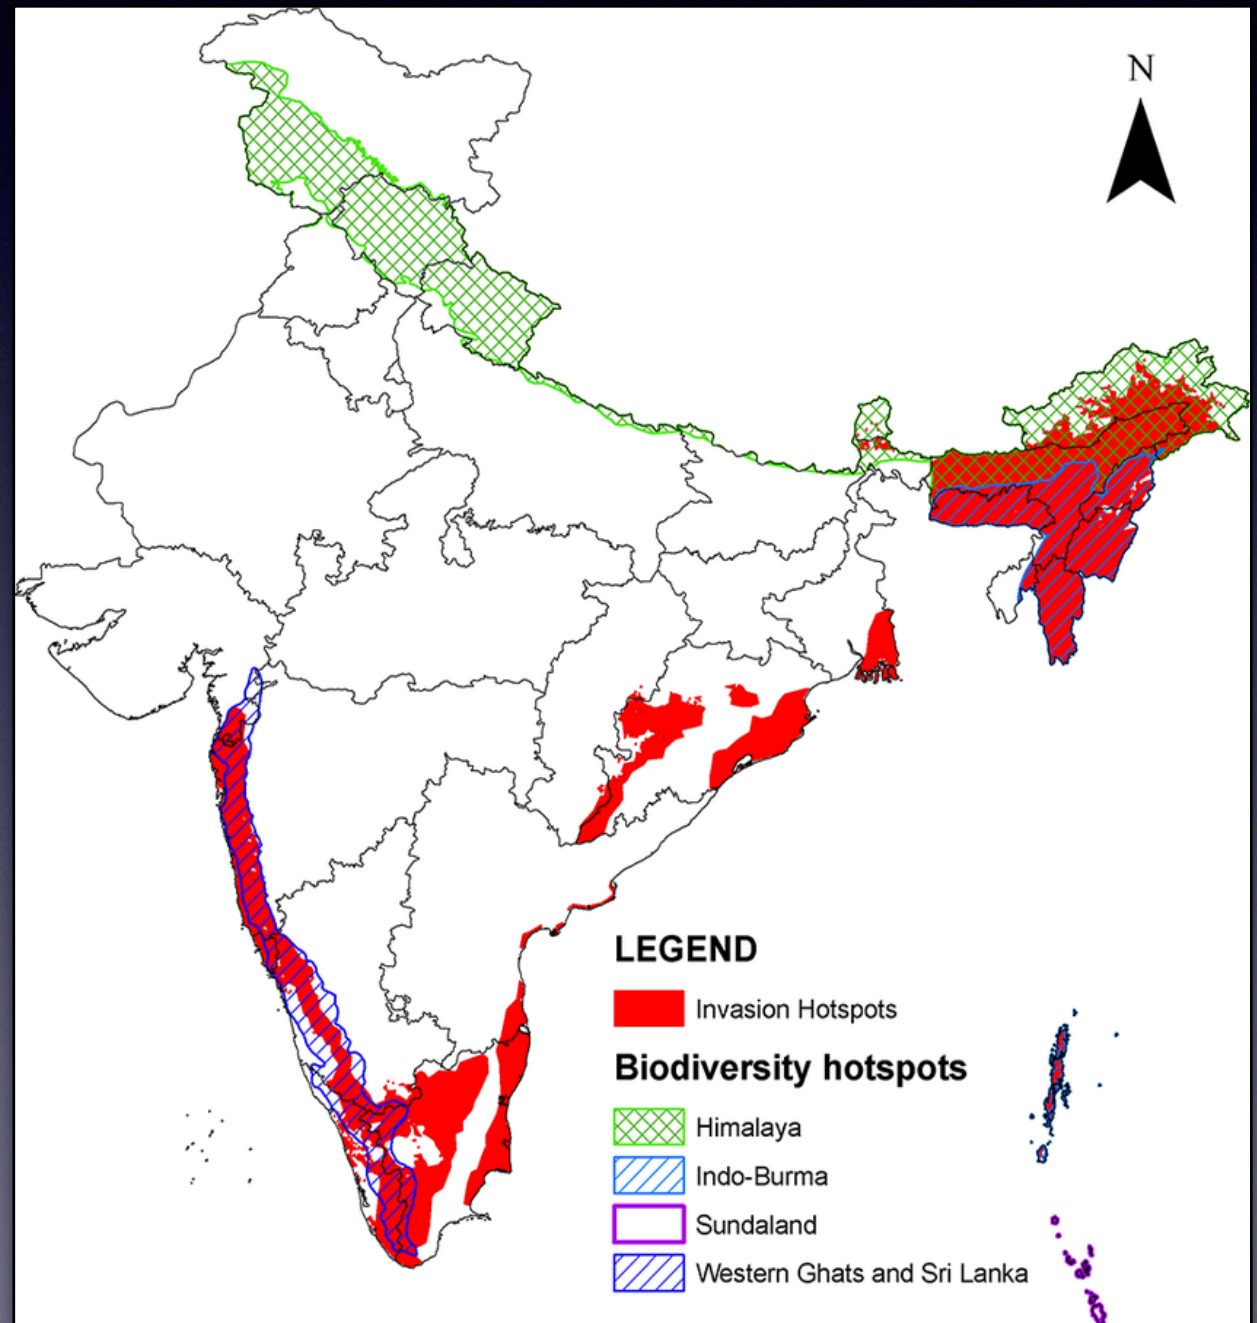 N
LEGEND
Invasion Hotspots
Biodiversity hotspots
Himalaya
Indo-Burma
Sundaland
Western Ghats and Sri Lanka